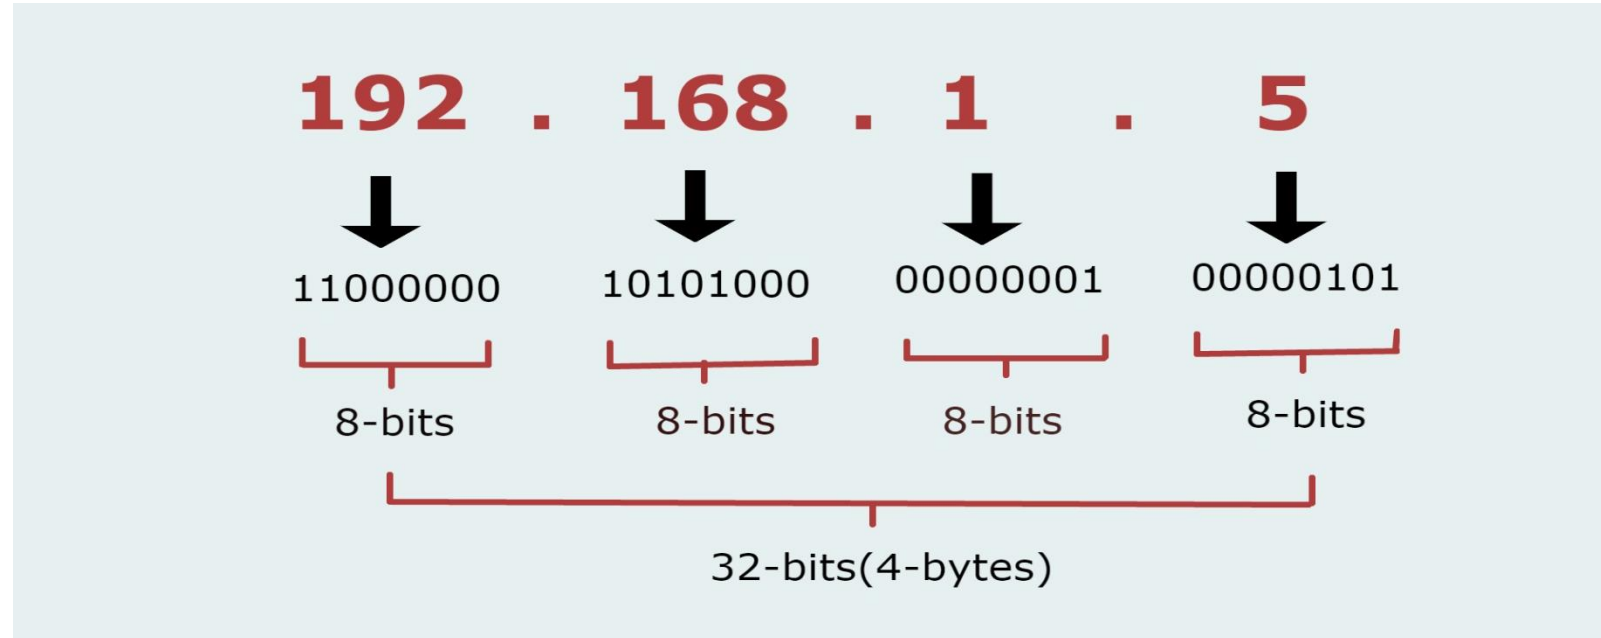 192 . 168 . 1 . 5
11000000 10101000 00000001 00000101
8-bits 8-bits 8-bits 8-bits
32-bits(4-bytes)